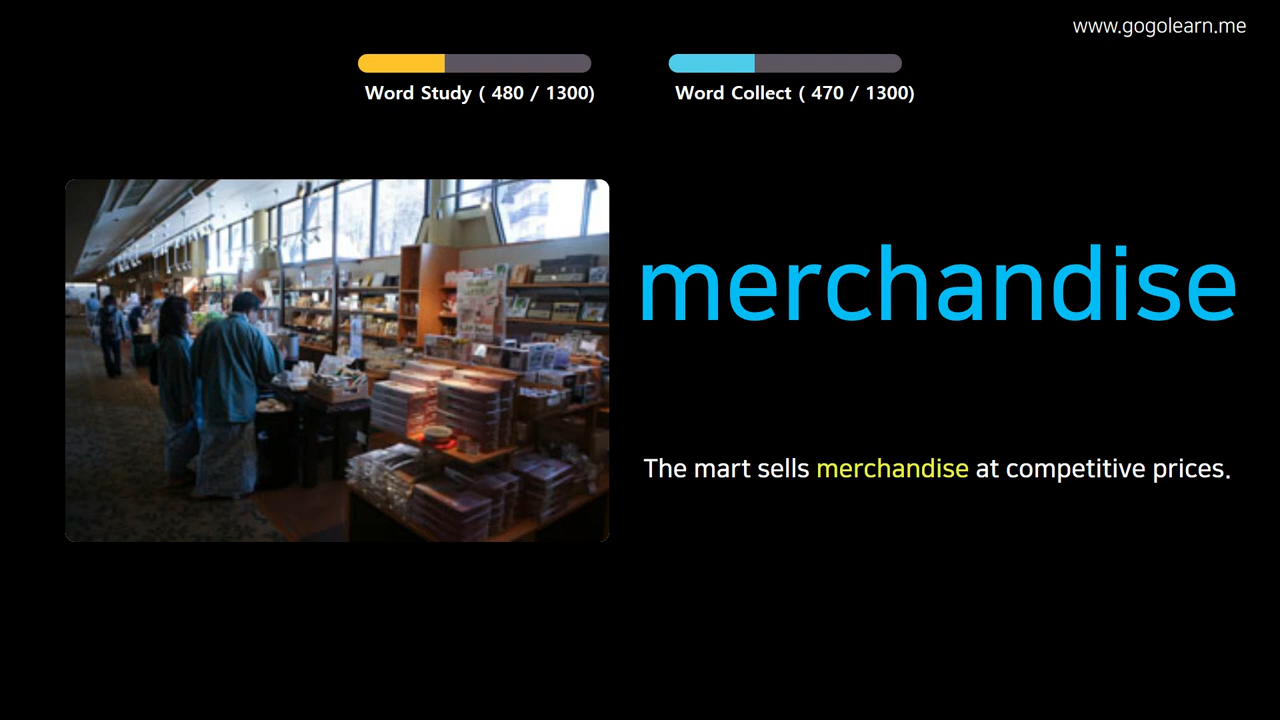 www.gogolearn.me
Word Study ( 480 / 1300)
Word Collect ( 470 / 1300)
merchandise
The mart sells merchandise at competitive prices.